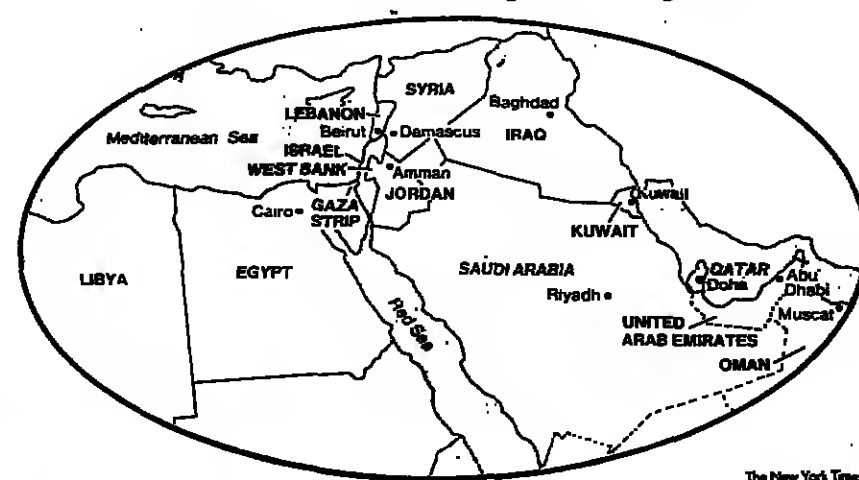 SYRIA
Baghdad
LEBANON
Beirut
Damascus
IRAQ
Mediterranean Sea
ISRAEL
WEST BANK
Amman
JORDAN
Kuwait
Cairo
GAZA
STRIP
KUWAIT
LIBYA
EGYPT
SAUDI ARABIA
QATAR
Doha
Abu
Dhabi
Riyadh
Muscat
Red Sea
UNITED
ARAB EMIRATES
OMAN
The New York Times